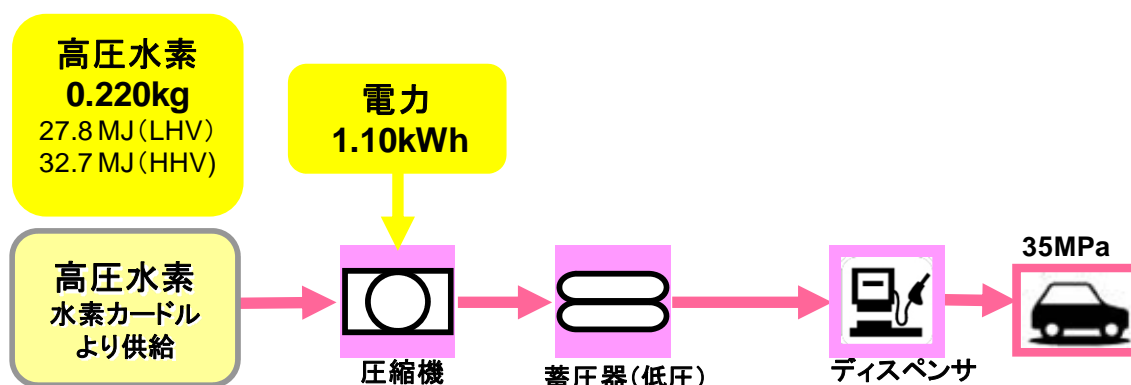 高圧水素
0.220kg
27.8 MJ(LHV)
32.7 MJ(HHV)
電力
1.10kWh
高圧水素
水素カードル
より供給
35MPa
圧縮機
蓄圧器(低圧)
ディスペンサ